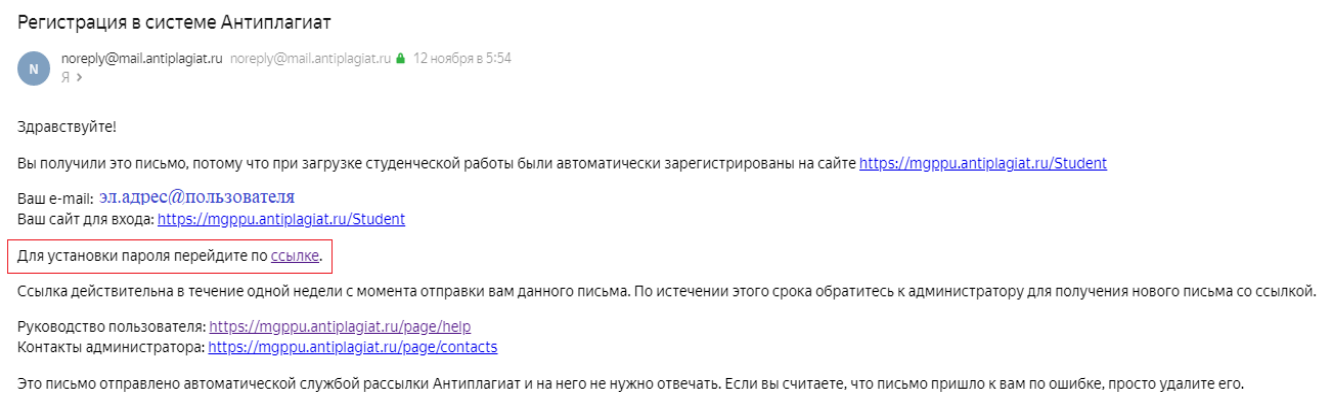 Регистрация в системе Антиплагиат
noreply@mail.antiplagiat.ru noreply@mail.antiplagiat.ru 12 ноября в 5:54
N
Я >
Здравствуйте!
Вы получили это письмо, потому что при загрузке студенческой работы были автоматически зарегистрированы на сайте https://mgppu.antiplagiat.ru/Student
Ваш e-mail: эл.адрес@пользователя
Ваш сайт для входа: https://mgppu.antiplagiat.ru/Student
Для установки пароля перейдите по ссылке.
Ссылка действительна в течение одной недели с момента отправки вам данного письма. По истечении этого срока обратитесь к администратору для получения нового письма со ссылкой.
Руководство пользователя: https://mgppu.antiplagiat.ru/page/help
Контакты администратора: https://mgppu.antiplagiat.ru/page/contacts
Это письмо отправлено автоматической службой рассылки Антиплагиат и на него не нужно отвечать. Если вы считаете, что письмо пришло к вам по ошибке, просто удалите его.